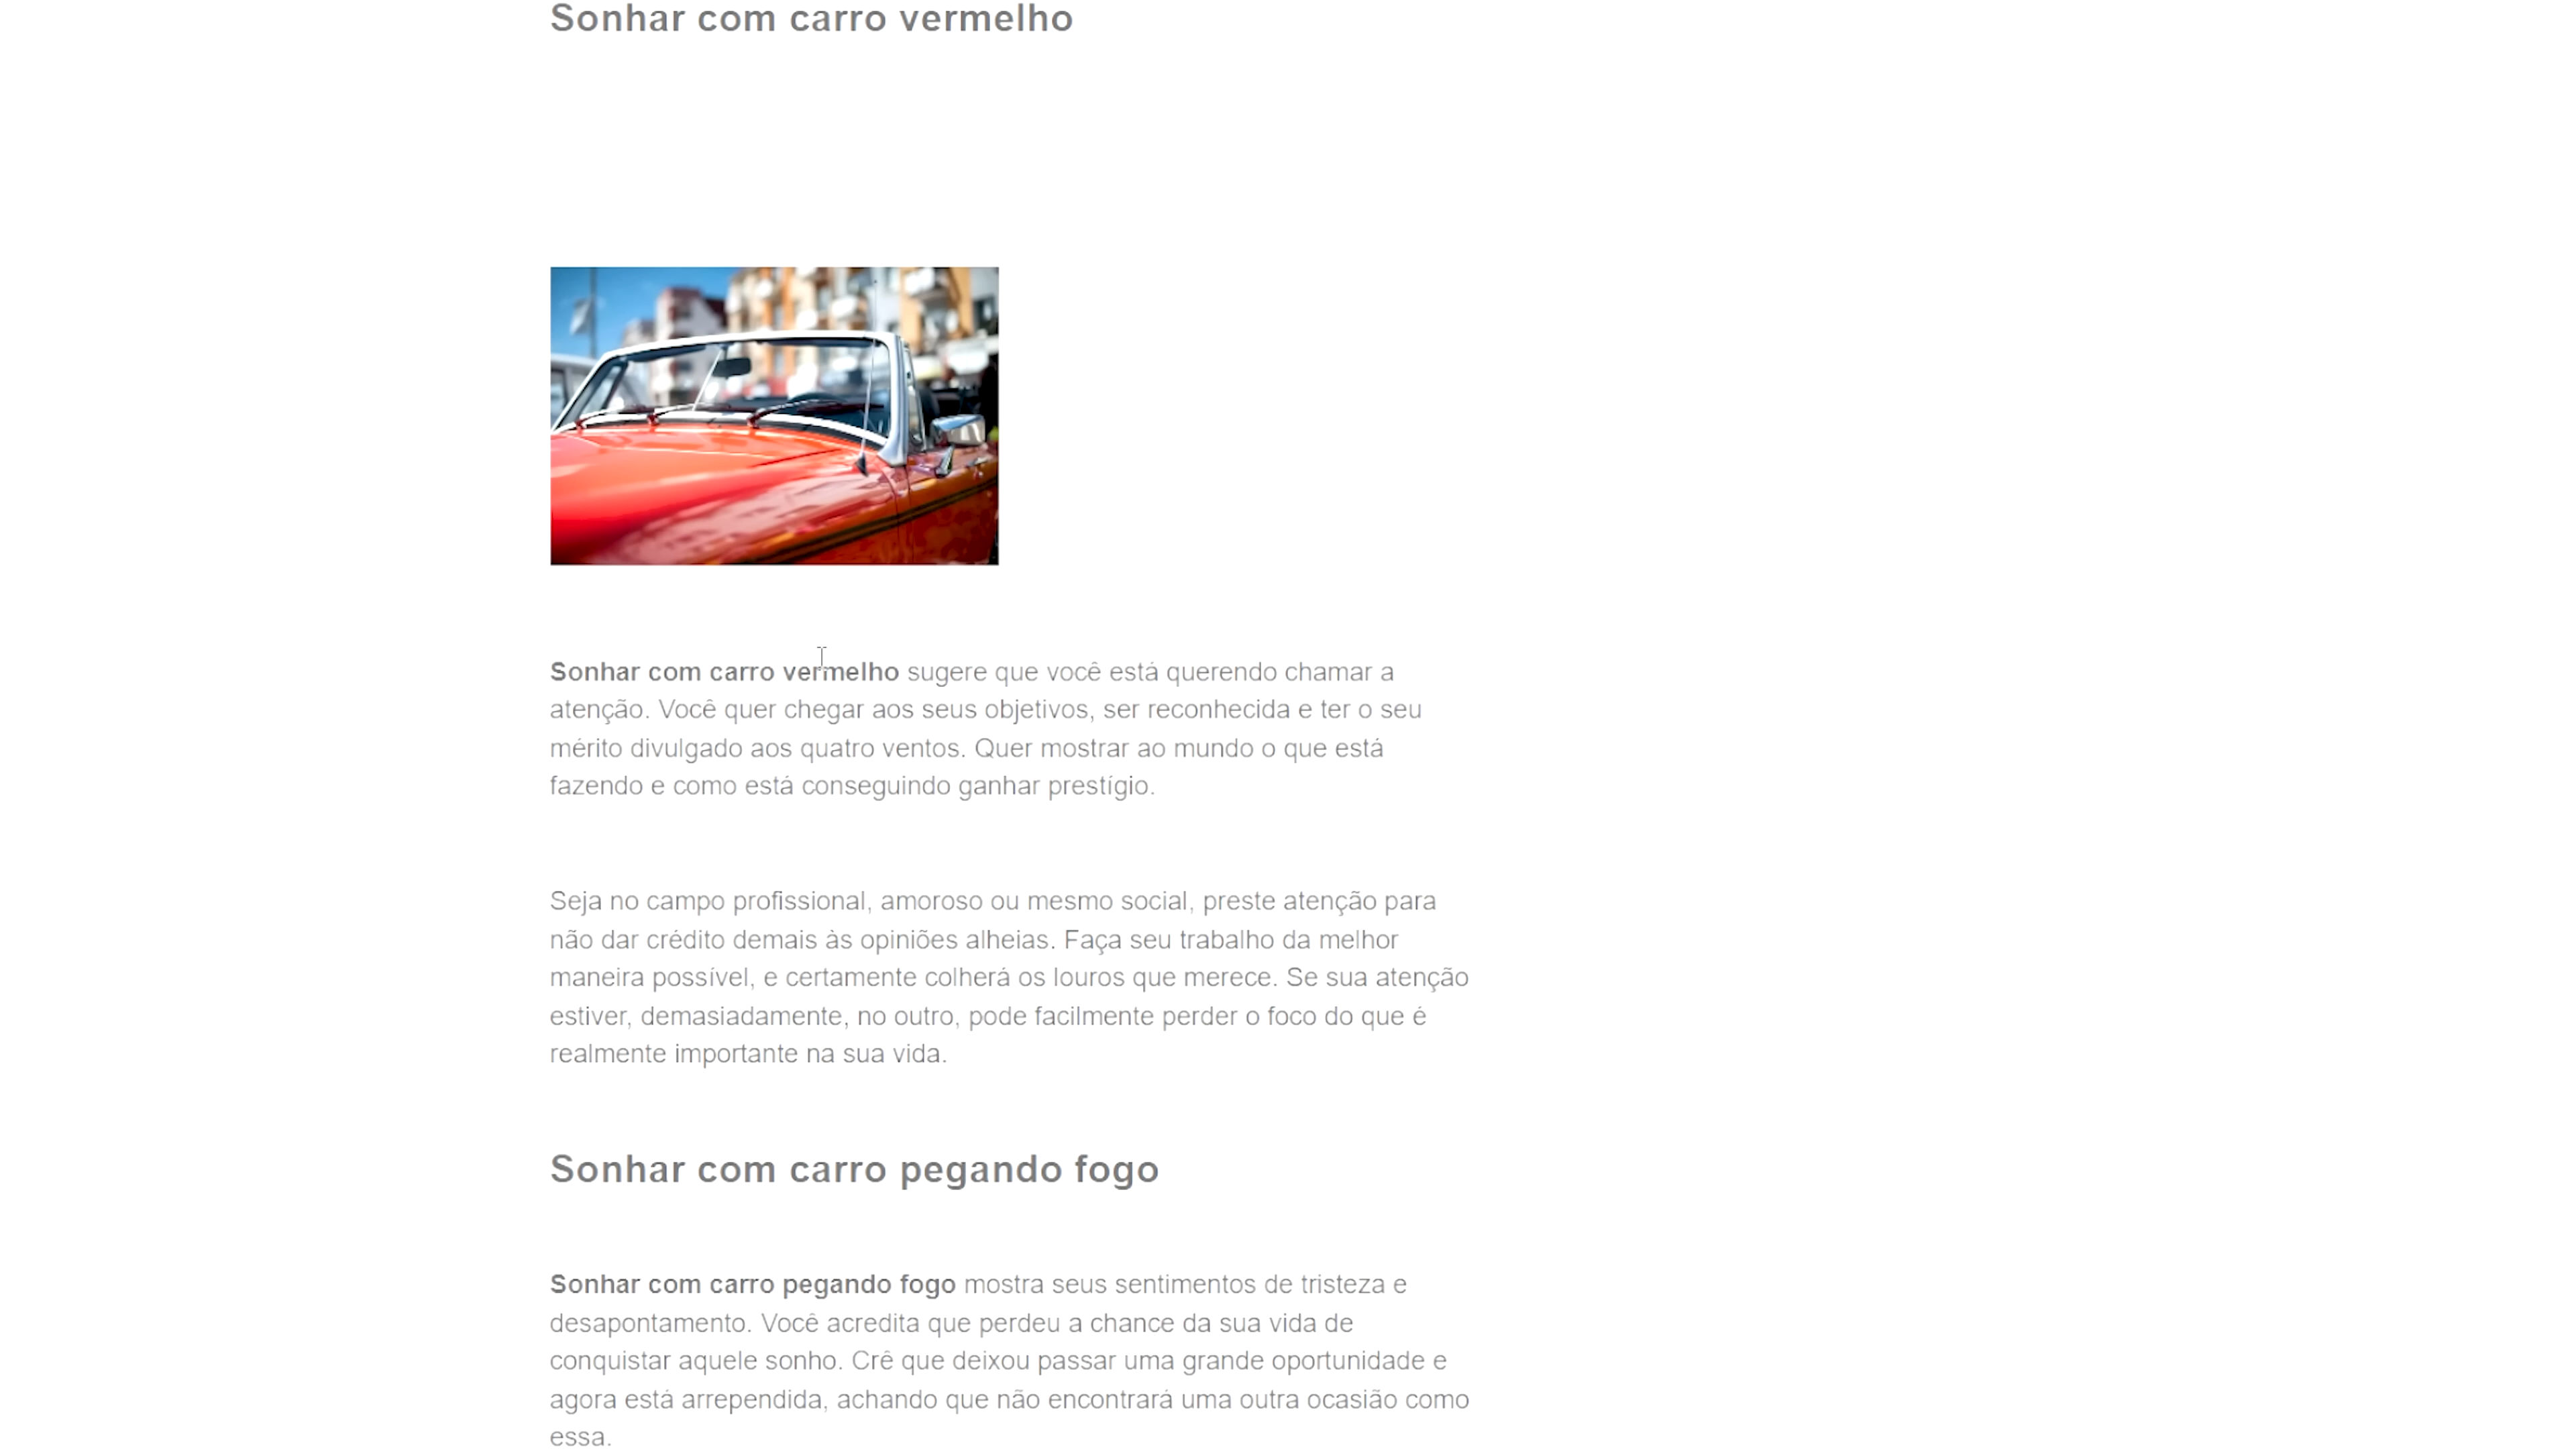 Sonhar com carro vermelho
Sonhar com carro vermelho sugere que você está querendo chamar a
atenção. Você quer chegar aos seus objetivos, ser reconhecida e ter o seu
mérito divulgado aos quatro ventos. Quer mostrar ao mundo o que está
fazendo e como está conseguindo ganhar prestígio.
Seja no campo profissional, amoroso ou mesmo social, preste atenção para
não dar crédito demais às opiniões alheias. Faça seu trabalho da melhor
maneira possível, e certamente colherá os louros que merece. Se sua atenção
estiver, demasiadamente, no outro, pode facilmente perder o foco do que é
realmente importante na sua vida.
Sonhar com carro pegando fogo
Sonhar com carro pegando fogo mostra seus sentimentos de tristeza e
desapontamento. Você acredita que perdeu a chance da sua vida de
conquistar aquele sonho. Crê que deixou passar uma grande oportunidade e
agora está arrependida, achando que não encontrará uma outra ocasião como
essa.